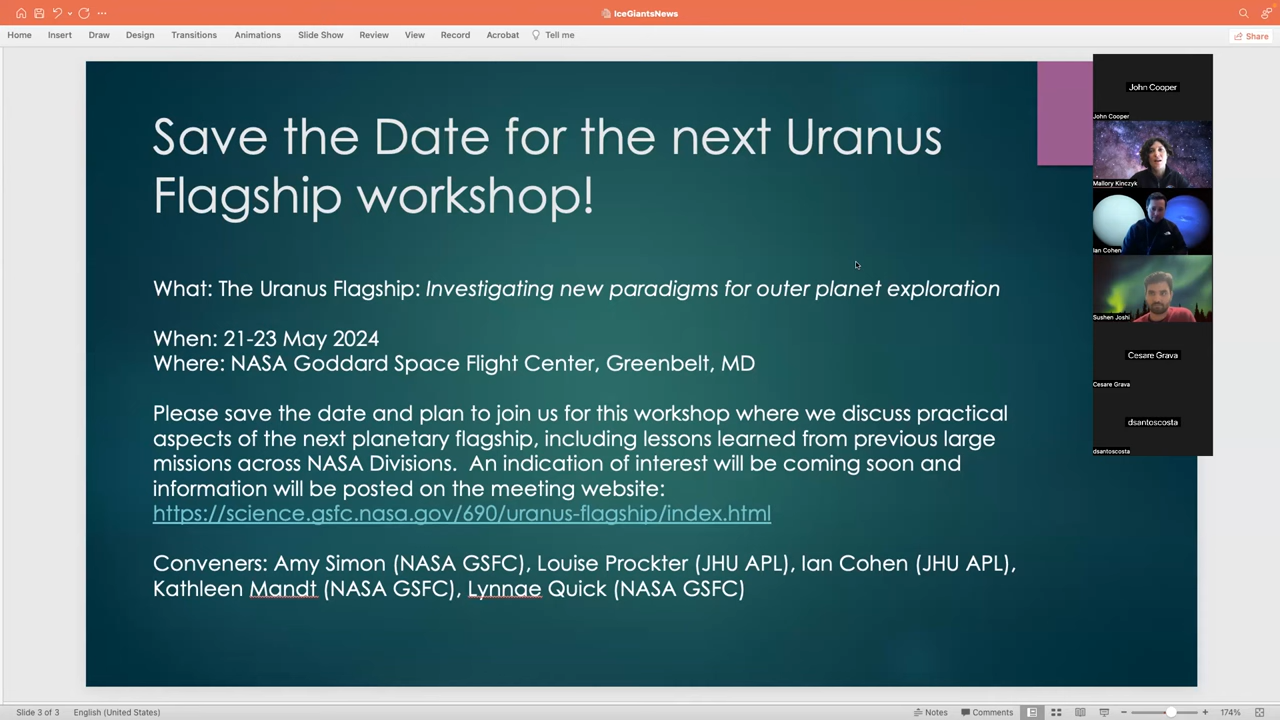 IceGiantsNews
Home Insert Draw Design Transitions Animations Slide Show Review View Record Acrobat Tell me Share
Save the Date for the next Uranus
Flagship workshop!
What: The Uranus Flagship: Investigating new paradigms for outer planet exploration
When: 21-23 May 2024
Where: NASA Goddard Space Flight Center, Greenbelt, MD
Please save the date and plan to join us for this workshop where we discuss practical
aspects of the next planetary flagship, including lessons learned from previous large
missions across NASA Divisions. An indication of interest will be coming soon and
information will be posted on the meeting website:
https://science.gsfc.nasa.gov/690/uranus-flagship/index.html
Conveners: Amy Simon (NASA GSFC), Louise Prockter (JHU APL), Ian Cohen (JHU APL),
Kathleen Mandt (NASA GSFC), Lynnae Quick (NASA GSFC)
John Cooper
John Cooper
Mallory Kinczyk
Ian Cohen
Sushen Joshi
Cesare Grava
Cesare Grava
dsantoscosta
dsantoscosta
Slide 3 of 3 English (United States) Notes Comments 174%